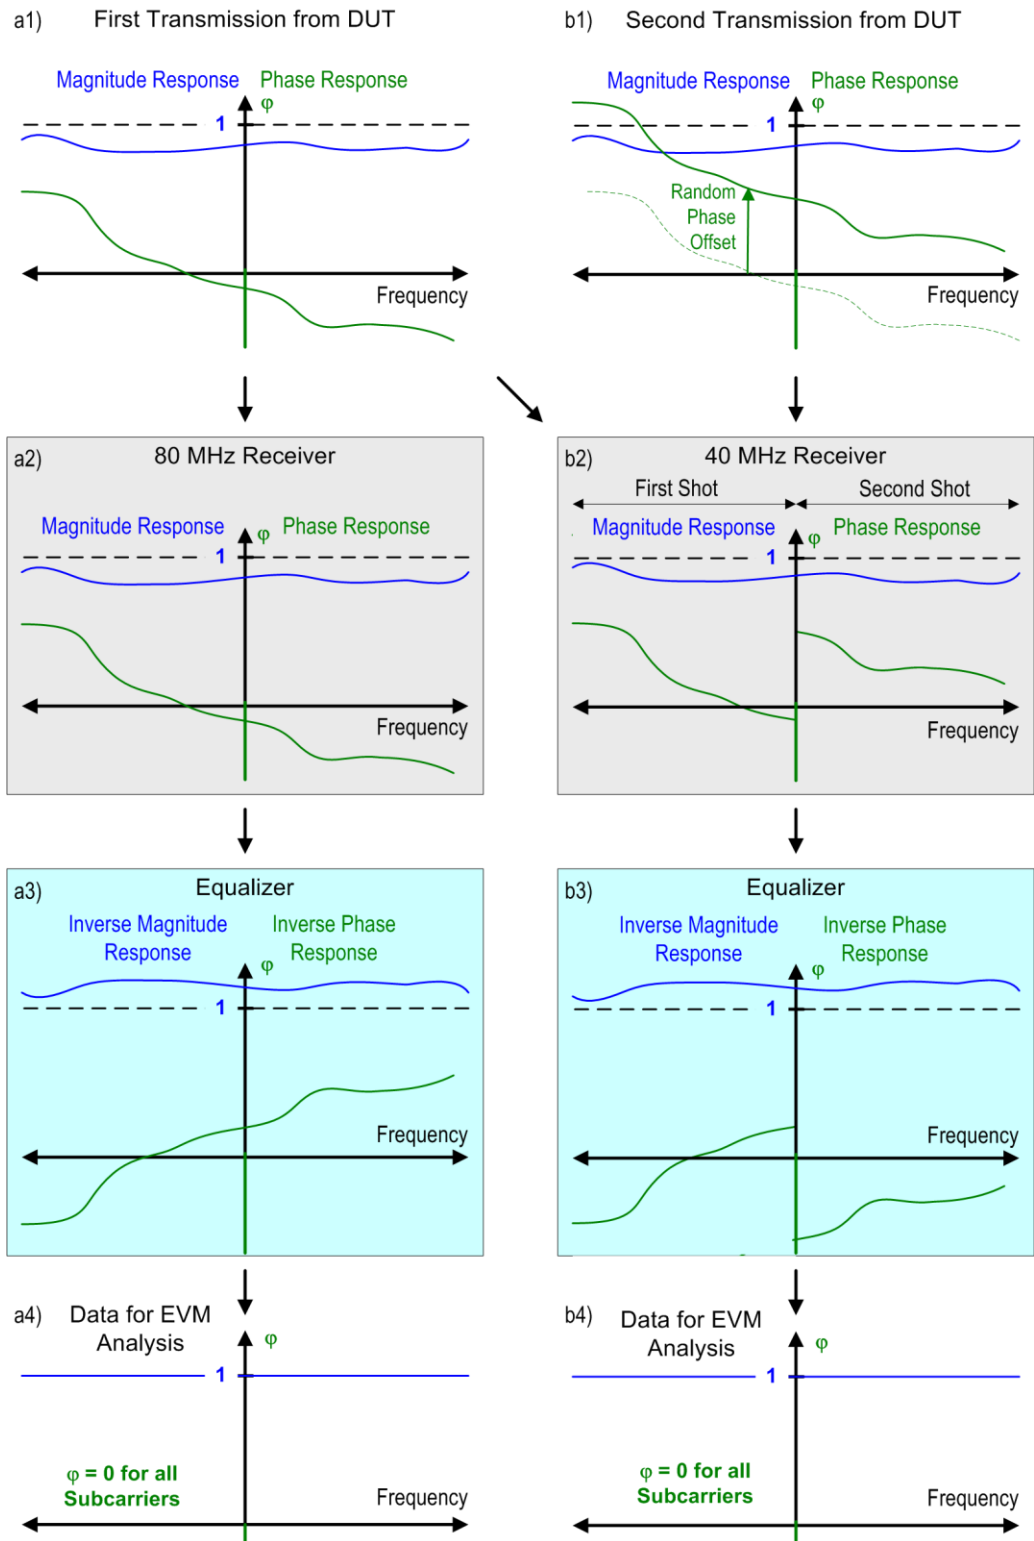 a1) First Transmission from DUT
Magnitude Response
Phase Response
φ
1
Frequency
b1) Second Transmission from DUT
Magnitude Response
Phase Response
φ
1
Random
Phase
Offset
Frequency
a2) 80 MHz Receiver
Magnitude Response
φ
Phase Response
1
Frequency
b2) 40 MHz Receiver
First Shot
Second Shot
Magnitude Response
φ
Phase Response
1
Frequency
a3) Equalizer
Inverse Magnitude
Response
Inverse Phase
Response
φ
1
Frequency
b3) Equalizer
Inverse Magnitude
Response
Inverse Phase
Response
φ
1
Frequency
a4) Data for EVM
Analysis
φ
1
φ = 0 for all
Subcarriers
Frequency
b4) Data for EVM
Analysis
φ
1
φ = 0 for all
Subcarriers
Frequency